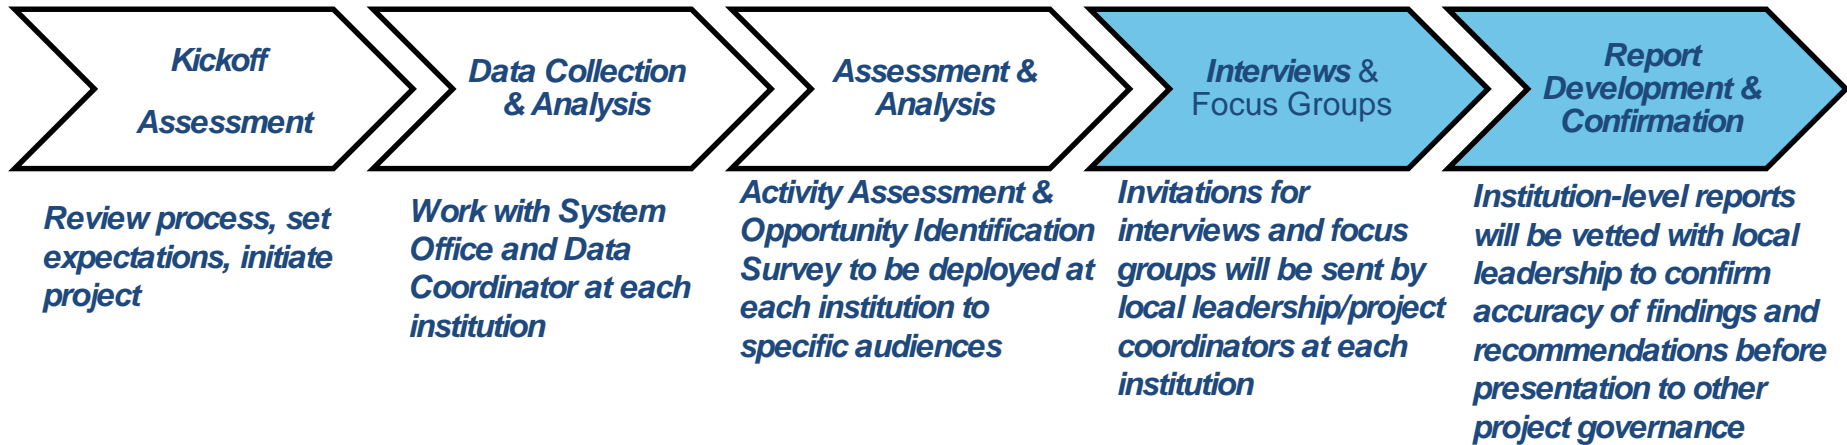 Kickoff
Assessment
Data Collection
& Analysis
Assessment &
Analysis
Interviews &
Focus Groups
Report
Development &
Confirmation
Review process, set
expectations, initiate
project
Work with System
Office and Data
Coordinator at each
institution
Activity Assessment &
Opportunity Identification
Survey to be deployed at
each institution to
specific audiences
Invitations for
interviews and focus
groups will be sent by
local leadership/project
coordinators at each
institution
Institution-level reports
will be vetted with local
leadership to confirm
accuracy of findings and
recommendations before
presentation to other
project governance